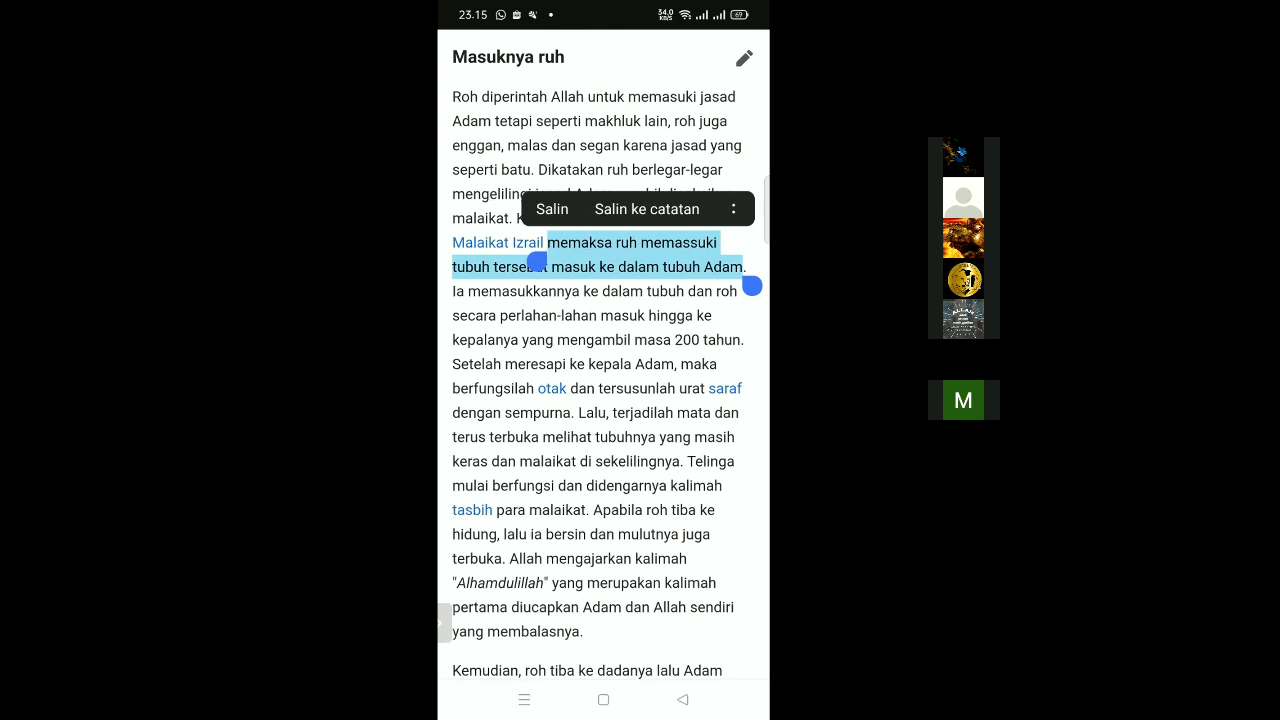 23.15
34.0
KB/S
69
Masuknya ruh
Roh diperintah Allah untuk memasuki jasad
Adam tetapi seperti makhluk lain, roh juga
enggan, malas dan segan karena jasad yang
seperti batu. Dikatakan ruh berlegar-legar
mengelilingi
malaikat.
Salin
Salin ke catatan
Malaikat Izrail memaksa ruh memassuki
tubuh tersebut masuk ke dalam tubuh Adam.
Ia memasukkannya ke dalam tubuh dan roh
secara perlahan-lahan masuk hingga ke
kepalanya yang mengambil masa 200 tahun.
Setelah meresapi ke kepala Adam, maka
berfungsilah otak dan tersusunlah urat saraf
dengan sempurna. Lalu, terjadilah mata dan
terus terbuka melihat tubuhnya yang masih
keras dan malaikat di sekelilingnya. Telinga
mulai berfungsi dan didengarnya kalimah
tasbih para malaikat. Apabila roh tiba ke
hidung, lalu ia bersin dan mulutnya juga
terbuka. Allah mengajarkan kalimah
"Alhamdulillah" yang merupakan kalimah
pertama diucapkan Adam dan Allah sendiri
yang membalasnya.
Kemudian, roh tiba ke dadanya lalu Adam
ALLAH
M